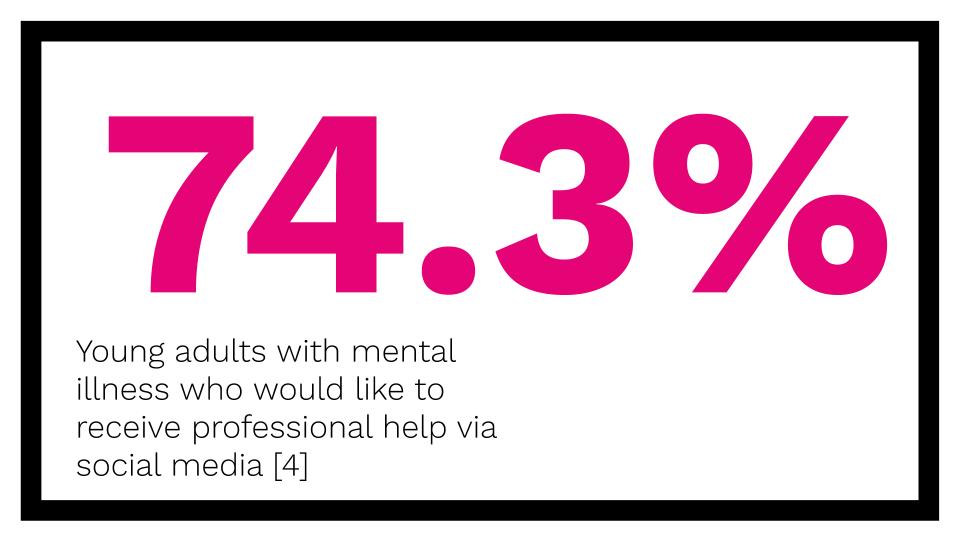 74.3%
Young adults with mental
illness who would like to
receive professional help via
social media [4]